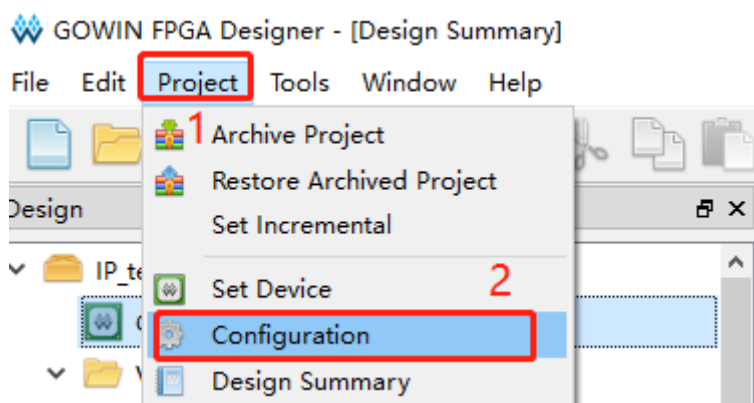 GOWIN FPGA Designer - [Design Summary]
File Edit Project Tools Window Help
1 Archive Project
Restore Archived Project
Design
Set Incremental
IP_te
2
Set Device
Configuration
Design Summary